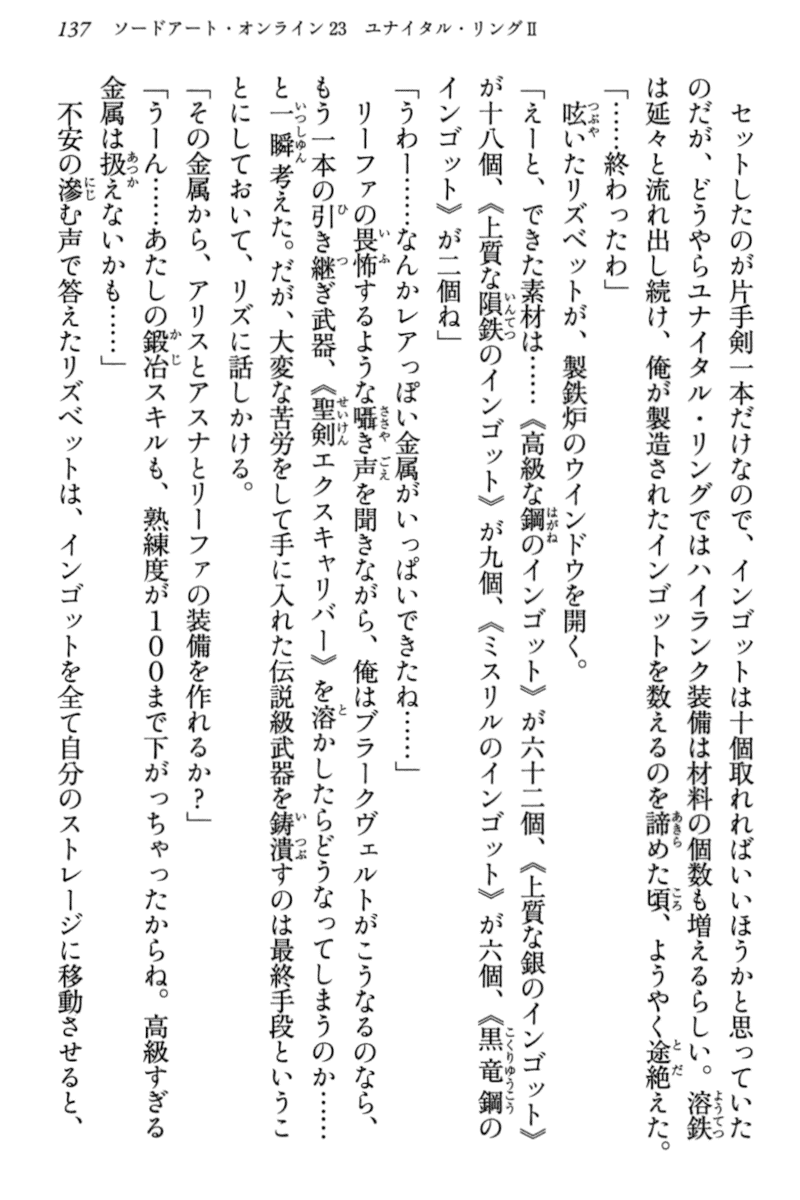 137 ソードアート・オンライン23 ユナイタル・リングⅡ
セットしたのが片手剣一本だけなので、インゴットは十個取れればいいほうかと思っていた
のだが、どうやらユナイタル・リングではハイランク装備は材料の個数も増えるらしい。溶鉄
は延々と流れ出し続け、俺が製造されたインゴットを数えるのを諦めた頃、ようやく途絶えた。
「……終わったわ」
呟いたリズベットが、製鉄炉のウインドウを開く。
「えーと、できた素材は……《高級な鋼のインゴット》が六十二個、《上質な銀のインゴット》
が十八個、《上質な隕鉄のインゴット》が九個、《ミスリルのインゴット》が六個、《黒竜鋼の
インゴット》が二個ね」
「うわー……なんかレアっぽい金属がいっぱいできたね……」
リーファの畏怖するような囁き声を聞きながら、俺はブラークヴェルトがこうなるのなら、
もう一本の引き継ぎ武器、《聖剣エクスキャリバー》を溶かしたらどうなってしまうのか……
と一瞬考えた。だが、大変な苦労をして手に入れた伝説級武器を鋳潰すのは最終手段というこ
とにしておいて、リズに話しかける。
「その金属から、アリスとアスナとリーファの装備を作れるか？」
「うーん……あたしの鍛冶スキルも、熟練度が100まで下がっちゃったからね。高級すぎる
金属は扱えないかも……」
不安の滲む声で答えたリズベットは、インゴットを全て自分のストレージに移動させると、